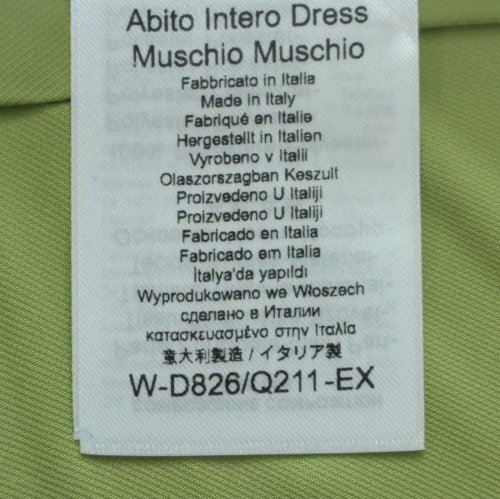 Abito Intero Dress
Muschio Muschio
Fabbricato in Italia
Made in Italy
Fabriqué en Italie
Hergestellt in Italien
Vyrobeno v Itálii
Olaszorszagban Keszult
Proizvedeno U Italiji
Proizvedeno U Italiji
Fabricado en Italia
Fabricado em Italia
İtalya'da yapıldı
Wyprodukowano we Włoszech
сделано в Италии
κατασκευασμένο στην Ιταλία
意大利製造 / イタリア製
W-D826/Q211-EX